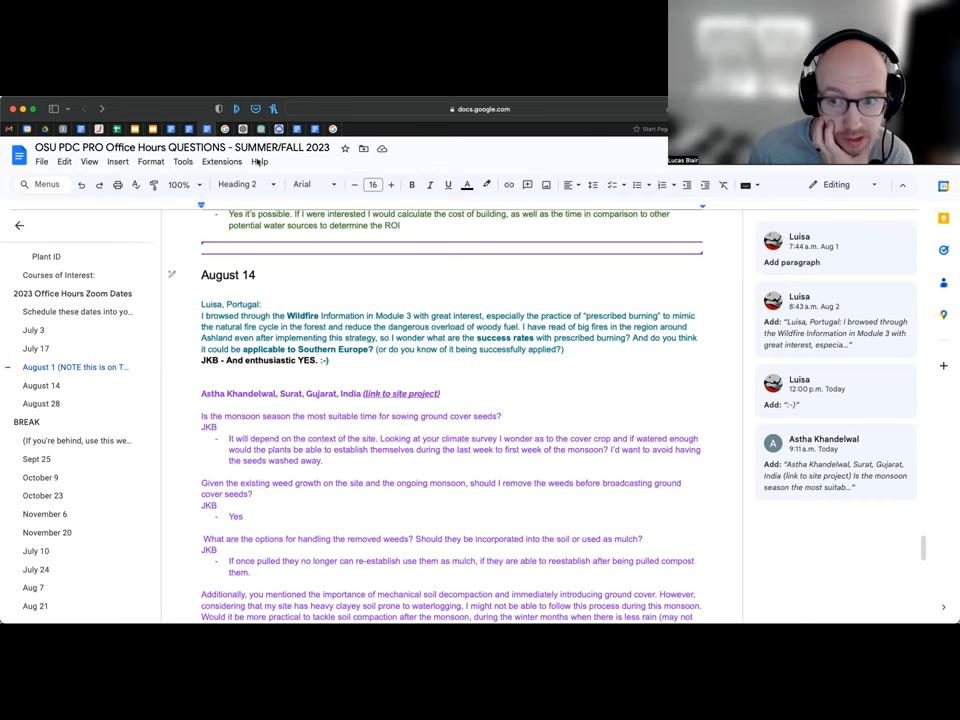 docs.google.com
Start Pag
Lucas Blair
OSU PDC PRO Office Hours QUESTIONS - SUMMER/FALL 2023
File Edit View Insert Format Tools Extensions Help
Menus 100% Heading 2 Arial 16 Editing
Plant ID
Courses of Interest:
2023 Office Hours Zoom Dates
Schedule these dates into yo...
July 3
July 17
August 1 (NOTE this is on T...
August 14
August 28
BREAK
(If you're behind, use this we...
Sept 25
October 9
October 23
November 6
November 20
July 10
July 24
Aug 7
Aug 21
- Yes it's possible. If I were interested I would calculate the cost of building, as well as the time in comparison to other
potential water sources to determine the ROI
August 14
Luisa, Portugal:
I browsed through the Wildfire Information in Module 3 with great interest, especially the practice of "prescribed burning" to mimic
the natural fire cycle in the forest and reduce the dangerous overload of woody fuel. I have read of big fires in the region around
Ashland even after implementing this strategy, so I wonder what are the success rates with prescribed burning? And do you think
it could be applicable to Southern Europe? (or do you know of it being successfully applied?)
JKB - And enthusiastic YES. :-)
Astha Khandelwal, Surat, Gujarat, India (link to site project)
Is the monsoon season the most suitable time for sowing ground cover seeds?
JKB
- It will depend on the context of the site. Looking at your climate survey I wonder as to the cover crop and if watered enough
would the plants be able to establish themselves during the last week to first week of the monsoon? I'd want to avoid having
the seeds washed away.
Given the existing weed growth on the site and the ongoing monsoon, should I remove the weeds before broadcasting ground
cover seeds?
JKB
- Yes
What are the options for handling the removed weeds? Should they be incorporated into the soil or used as mulch?
JKB
- If once pulled they no longer can re-establish use them as mulch, if they are able to reestablish after being pulled compost
them.
Additionally, you mentioned the importance of mechanical soil decompaction and immediately introducing ground cover. However,
considering that my site has heavy clayey soil prone to waterlogging, I might not be able to follow this process during this monsoon.
Would it be more practical to tackle soil compaction after the monsoon, during the winter months when there is less rain (may not
Luisa
7:44 a.m. Aug 1
Add paragraph
Luisa
8:43 a.m. Aug 2
Add: "Luisa, Portugal: I browsed
through the Wildfire Information in
Module 3 with great interest, especia..."
Luisa
12:00 p.m. Today
Add: ":-)"
A
Astha Khandelwal
9:11 a.m. Today
Add: "Astha Khandelwal, Surat, Gujarat,
India (link to site project) Is the monsoon
season the most suitab..."